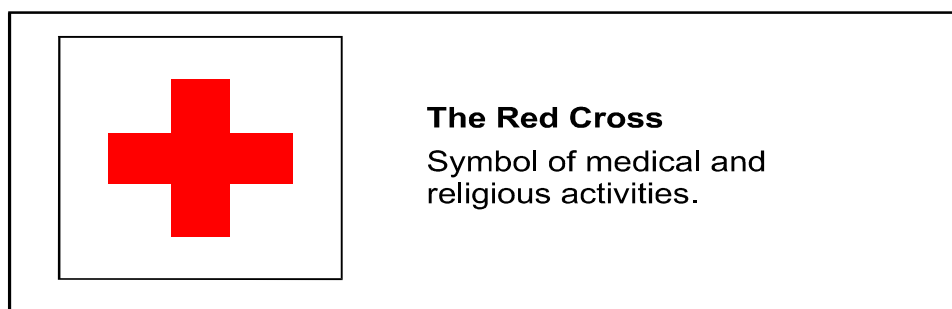 The Red Cross
Symbol of medical and
religious activities.